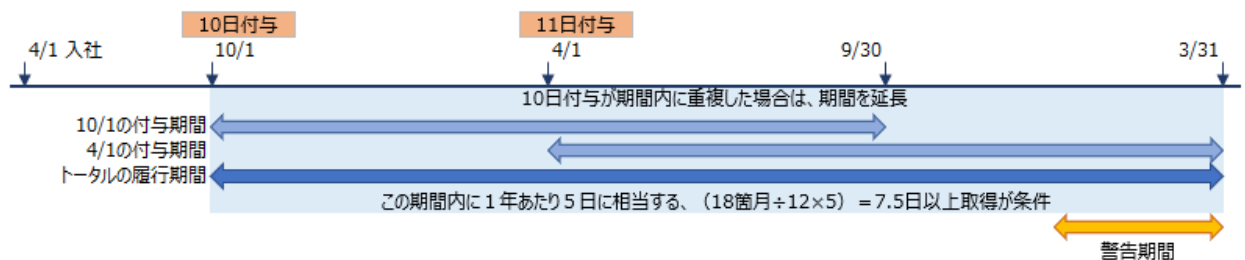 10日付与
11日付与
4/1 入社
10/1
4/1
9/30
3/31
10日付与が期間内に重複した場合は、期間を延長
10/1の付与期間
4/1の付与期間
トータルの履行期間
この期間内に１年あたり５日に相当する、（18箇月÷12×5）＝7.5日以上取得が条件
警告期間